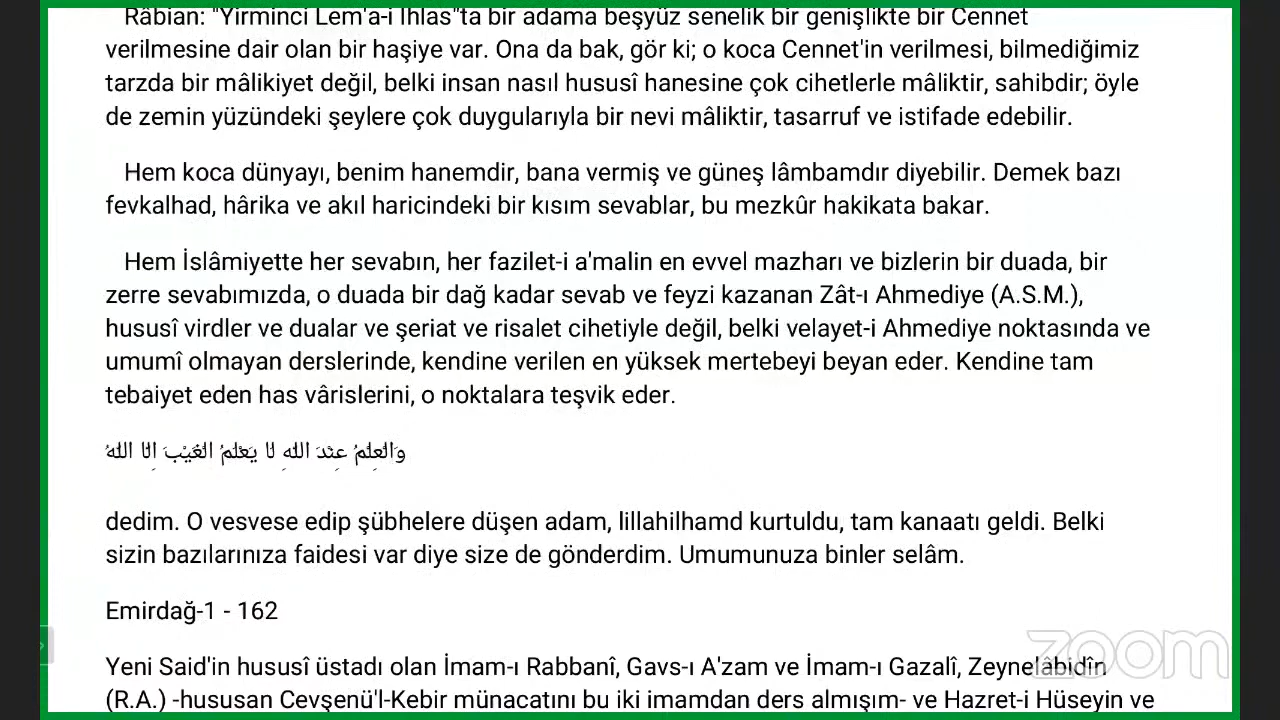 Râbian: "Yirminci Lem'a-i İhlas"ta bir adama beşyüz senelik bir genişlikte bir Cennet
verilmesine dair olan bir haşiye var. Ona da bak, gör ki; o koca Cennet'in verilmesi, bilmediğimiz
tarzda bir mâlikiyet değil, belki insan nasıl hususî hanesine çok cihetlerle mâliktir, sahibdir; öyle
de zemin yüzündeki şeylere çok duygularıyla bir nevi mâliktir, tasarruf ve istifade edebilir.
Hem koca dünyayı, benim hanemdir, bana vermiş ve güneş lâmbamdır diyebilir. Demek bazı
fevkalhad, hârika ve akıl haricindeki bir kısım sevablar, bu mezkûr hakikata bakar.
Hem İslâmiyette her sevabın, her fazilet-i a'malin en evvel mazharı ve bizlerin bir duada, bir
zerre sevabımızda, o duada bir dağ kadar sevab ve feyzi kazanan Zât-ı Ahmediye (A.S.M.),
hususî virdler ve dualar ve şeriat ve risalet cihetiyle değil, belki velayet-i Ahmediye noktasında ve
umumî olmayan derslerinde, kendine verilen en yüksek mertebeyi beyan eder. Kendine tam
tebaiyet eden has vârislerini, o noktalara teşvik eder.
وَالْعِلْمُ عِنْدَ اللّٰهِ لَا يَعْلَمُ الْغَيْبَ اِلَّا اللّٰهُ
dedim. O vesvese edip şübhelere düşen adam, lillahilhamd kurtuldu, tam kanaatı geldi. Belki
sizin bazılarınıza faidesi var diye size de gönderdim. Umumunuza binler selâm.
Emirdağ-1 - 162
Yeni Said'in hususî üstadı olan İmam-ı Rabbanî, Gavs-ı A'zam ve İmam-ı Gazalî, Zeynelâbidîn
(R.A.) -hususan Cevşenü'l-Kebir münacatını bu iki imamdan ders almışım- ve Hazret-i Hüseyin ve
zoom